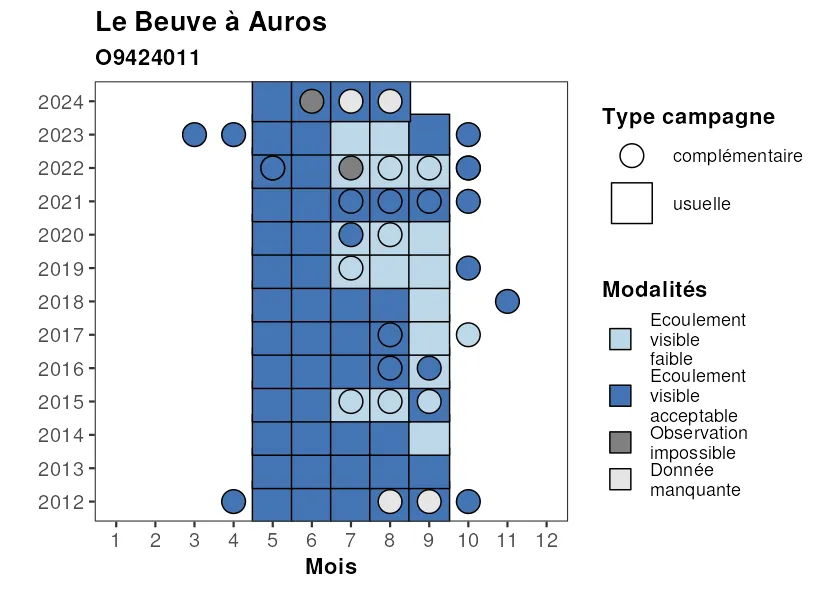 Le Beuve à Auros
O9424011
2024
2023
2022
2021
2020
2019
2018
2017
2016
2015
2014
2013
2012
1 2 3 4 5 6 7 8 9 10 11 12
Mois
Type campagne
complémentaire
usuelle
Modalités
Ecoulement
visible
faible
Ecoulement
visible
acceptable
Observation
impossible
Donnée
manquante